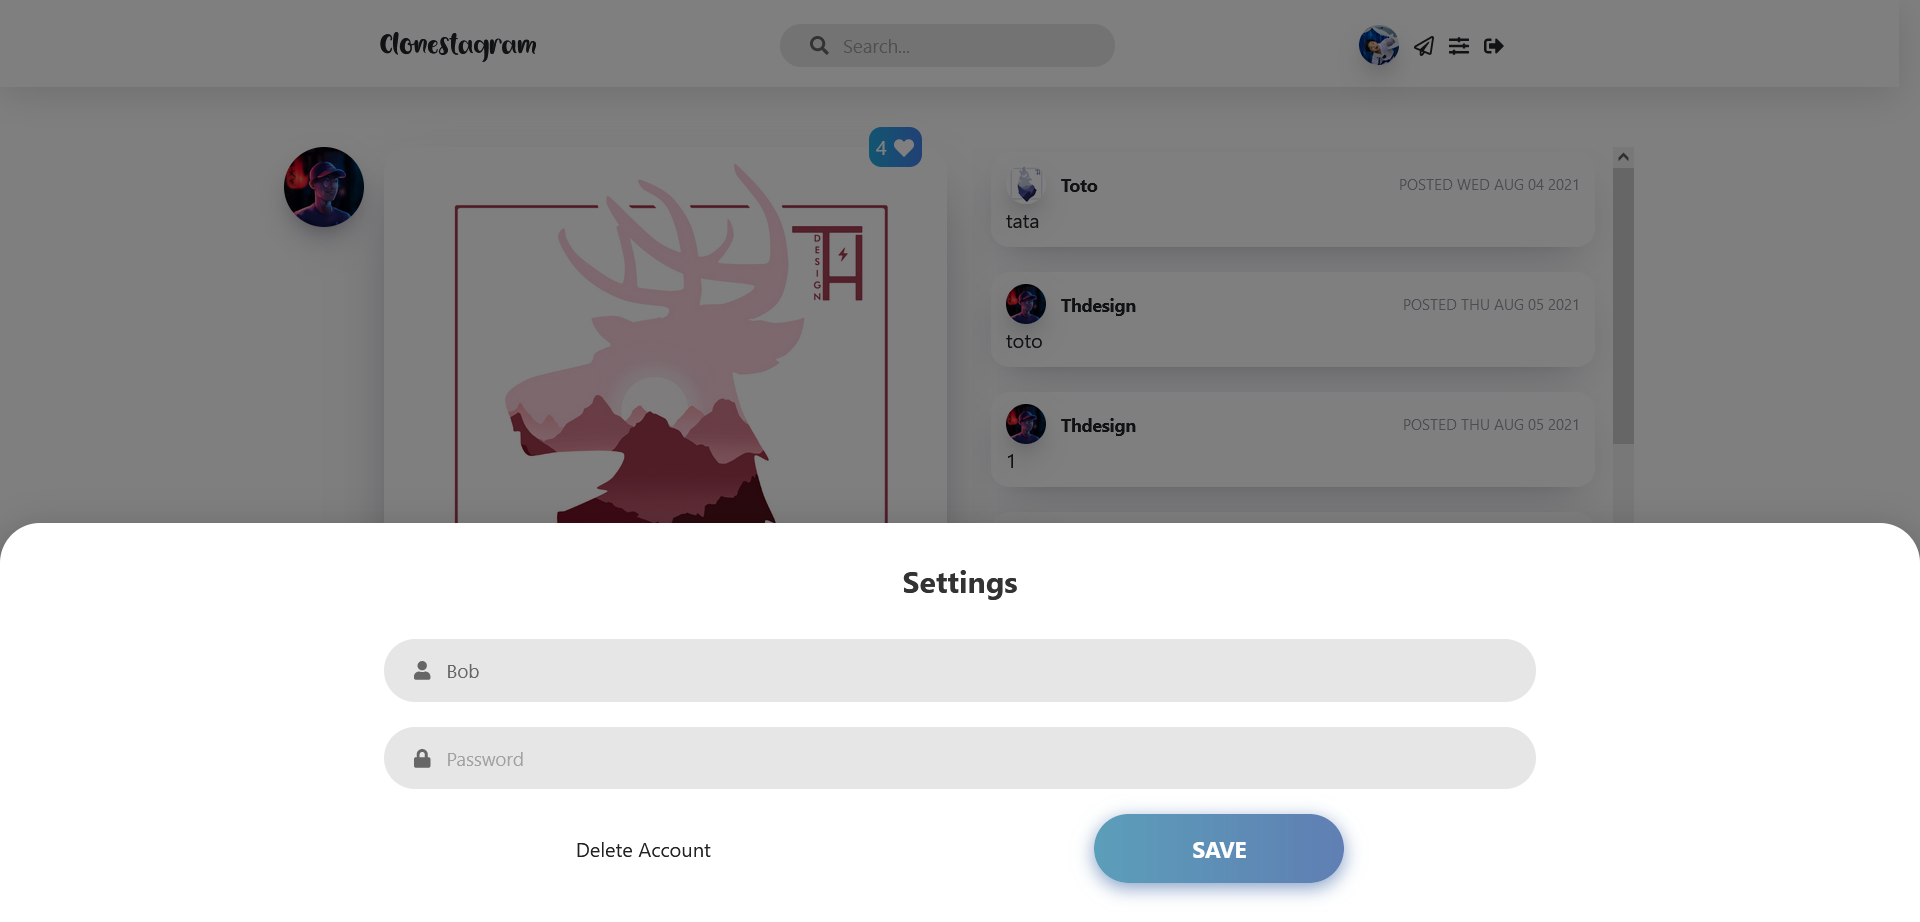 Clonestagram
Search...
4
DESIGN
TH
Toto
POSTED WED AUG 04 2021
tata
Thdesign
POSTED THU AUG 05 2021
toto
Thdesign
POSTED THU AUG 05 2021
1
Settings
Bob
Password
Delete Account
SAVE